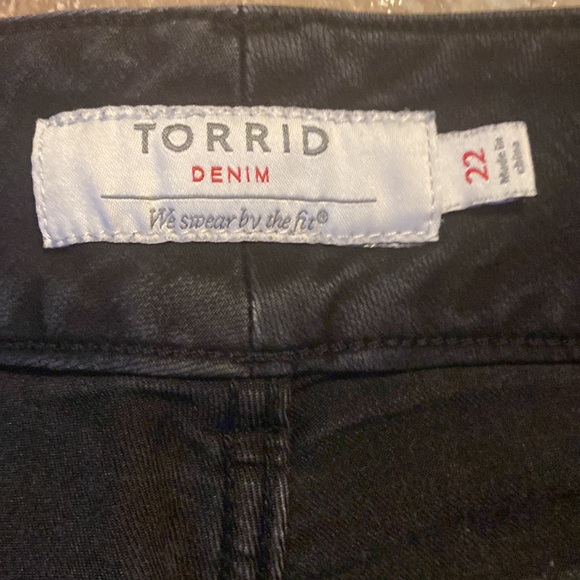 TORRID
DENIM
We swear by the fit®
22
Made in
china